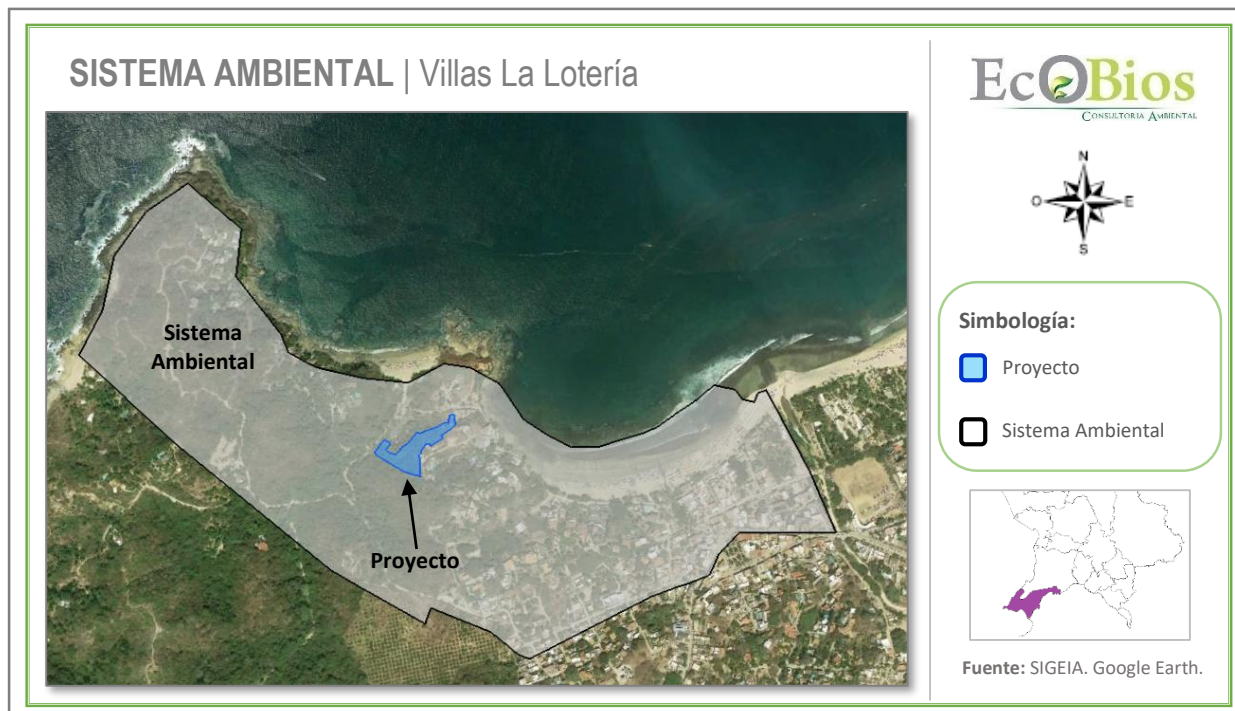 SISTEMA AMBIENTAL | Villas La Lotería
EcOBios
CONSULTORIA AMBIENTAL
N
O
E
S
Sistema
Ambiental
Proyecto
Simbología:
Proyecto
Sistema Ambiental
Fuente: SIGEIA. Google Earth.